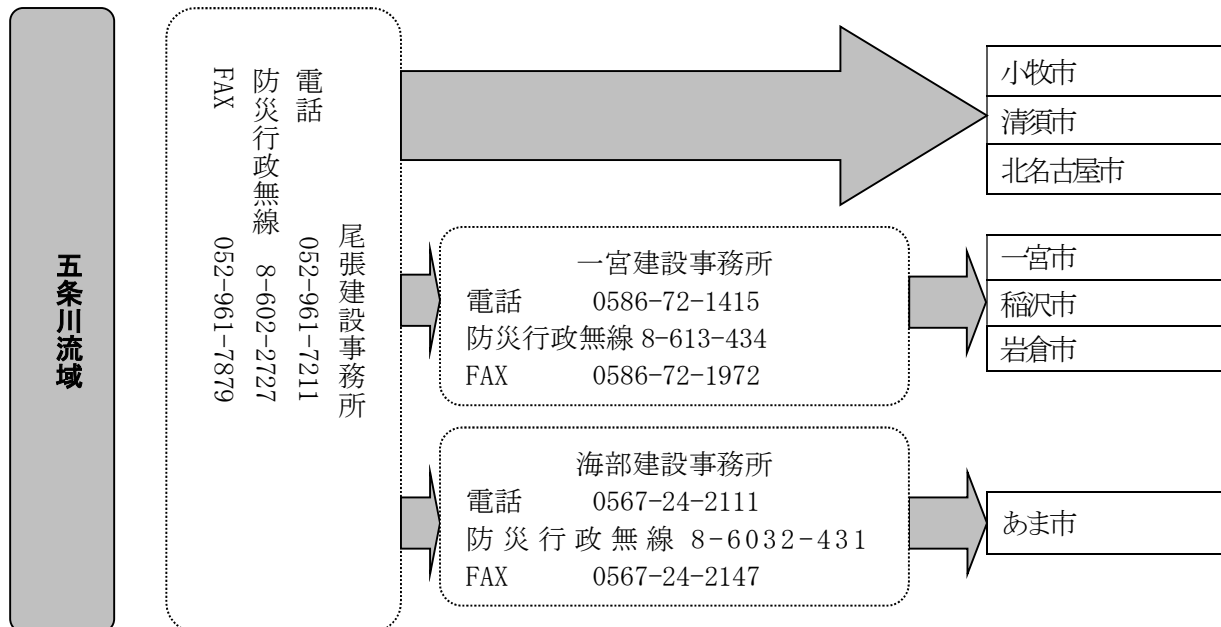 五条川流域
尾張建設事務所
電話 052-961-7211
防災行政無線 8-602-2727
FAX 052-961-7879
小牧市
清須市
北名古屋市
一宮建設事務所
電話 0586-72-1415
防災行政無線 8-613-434
FAX 0586-72-1972
一宮市
稲沢市
岩倉市
海部建設事務所
電話 0567-24-2111
防災行政無線 8-6032-431
FAX 0567-24-2147
あま市